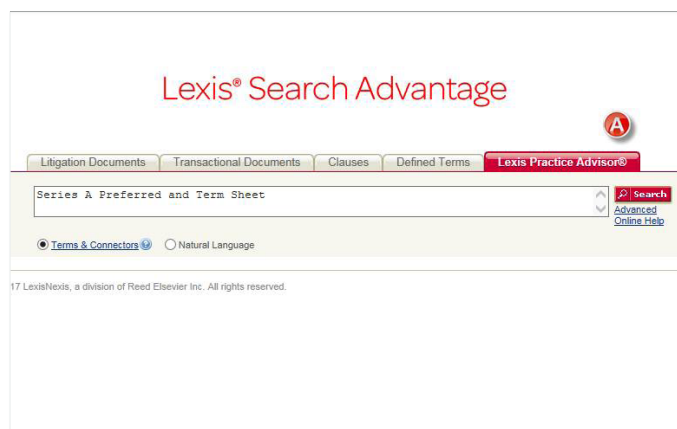 Lexis® Search Advantage
A
Litigation Documents Transactional Documents Clauses Defined Terms Lexis Practice Advisor®
Series A Preferred and Term Sheet
Search
Advanced
Online Help
Terms & Connectors Natural Language
17 LexisNexis, a division of Reed Elsevier Inc. All rights reserved.